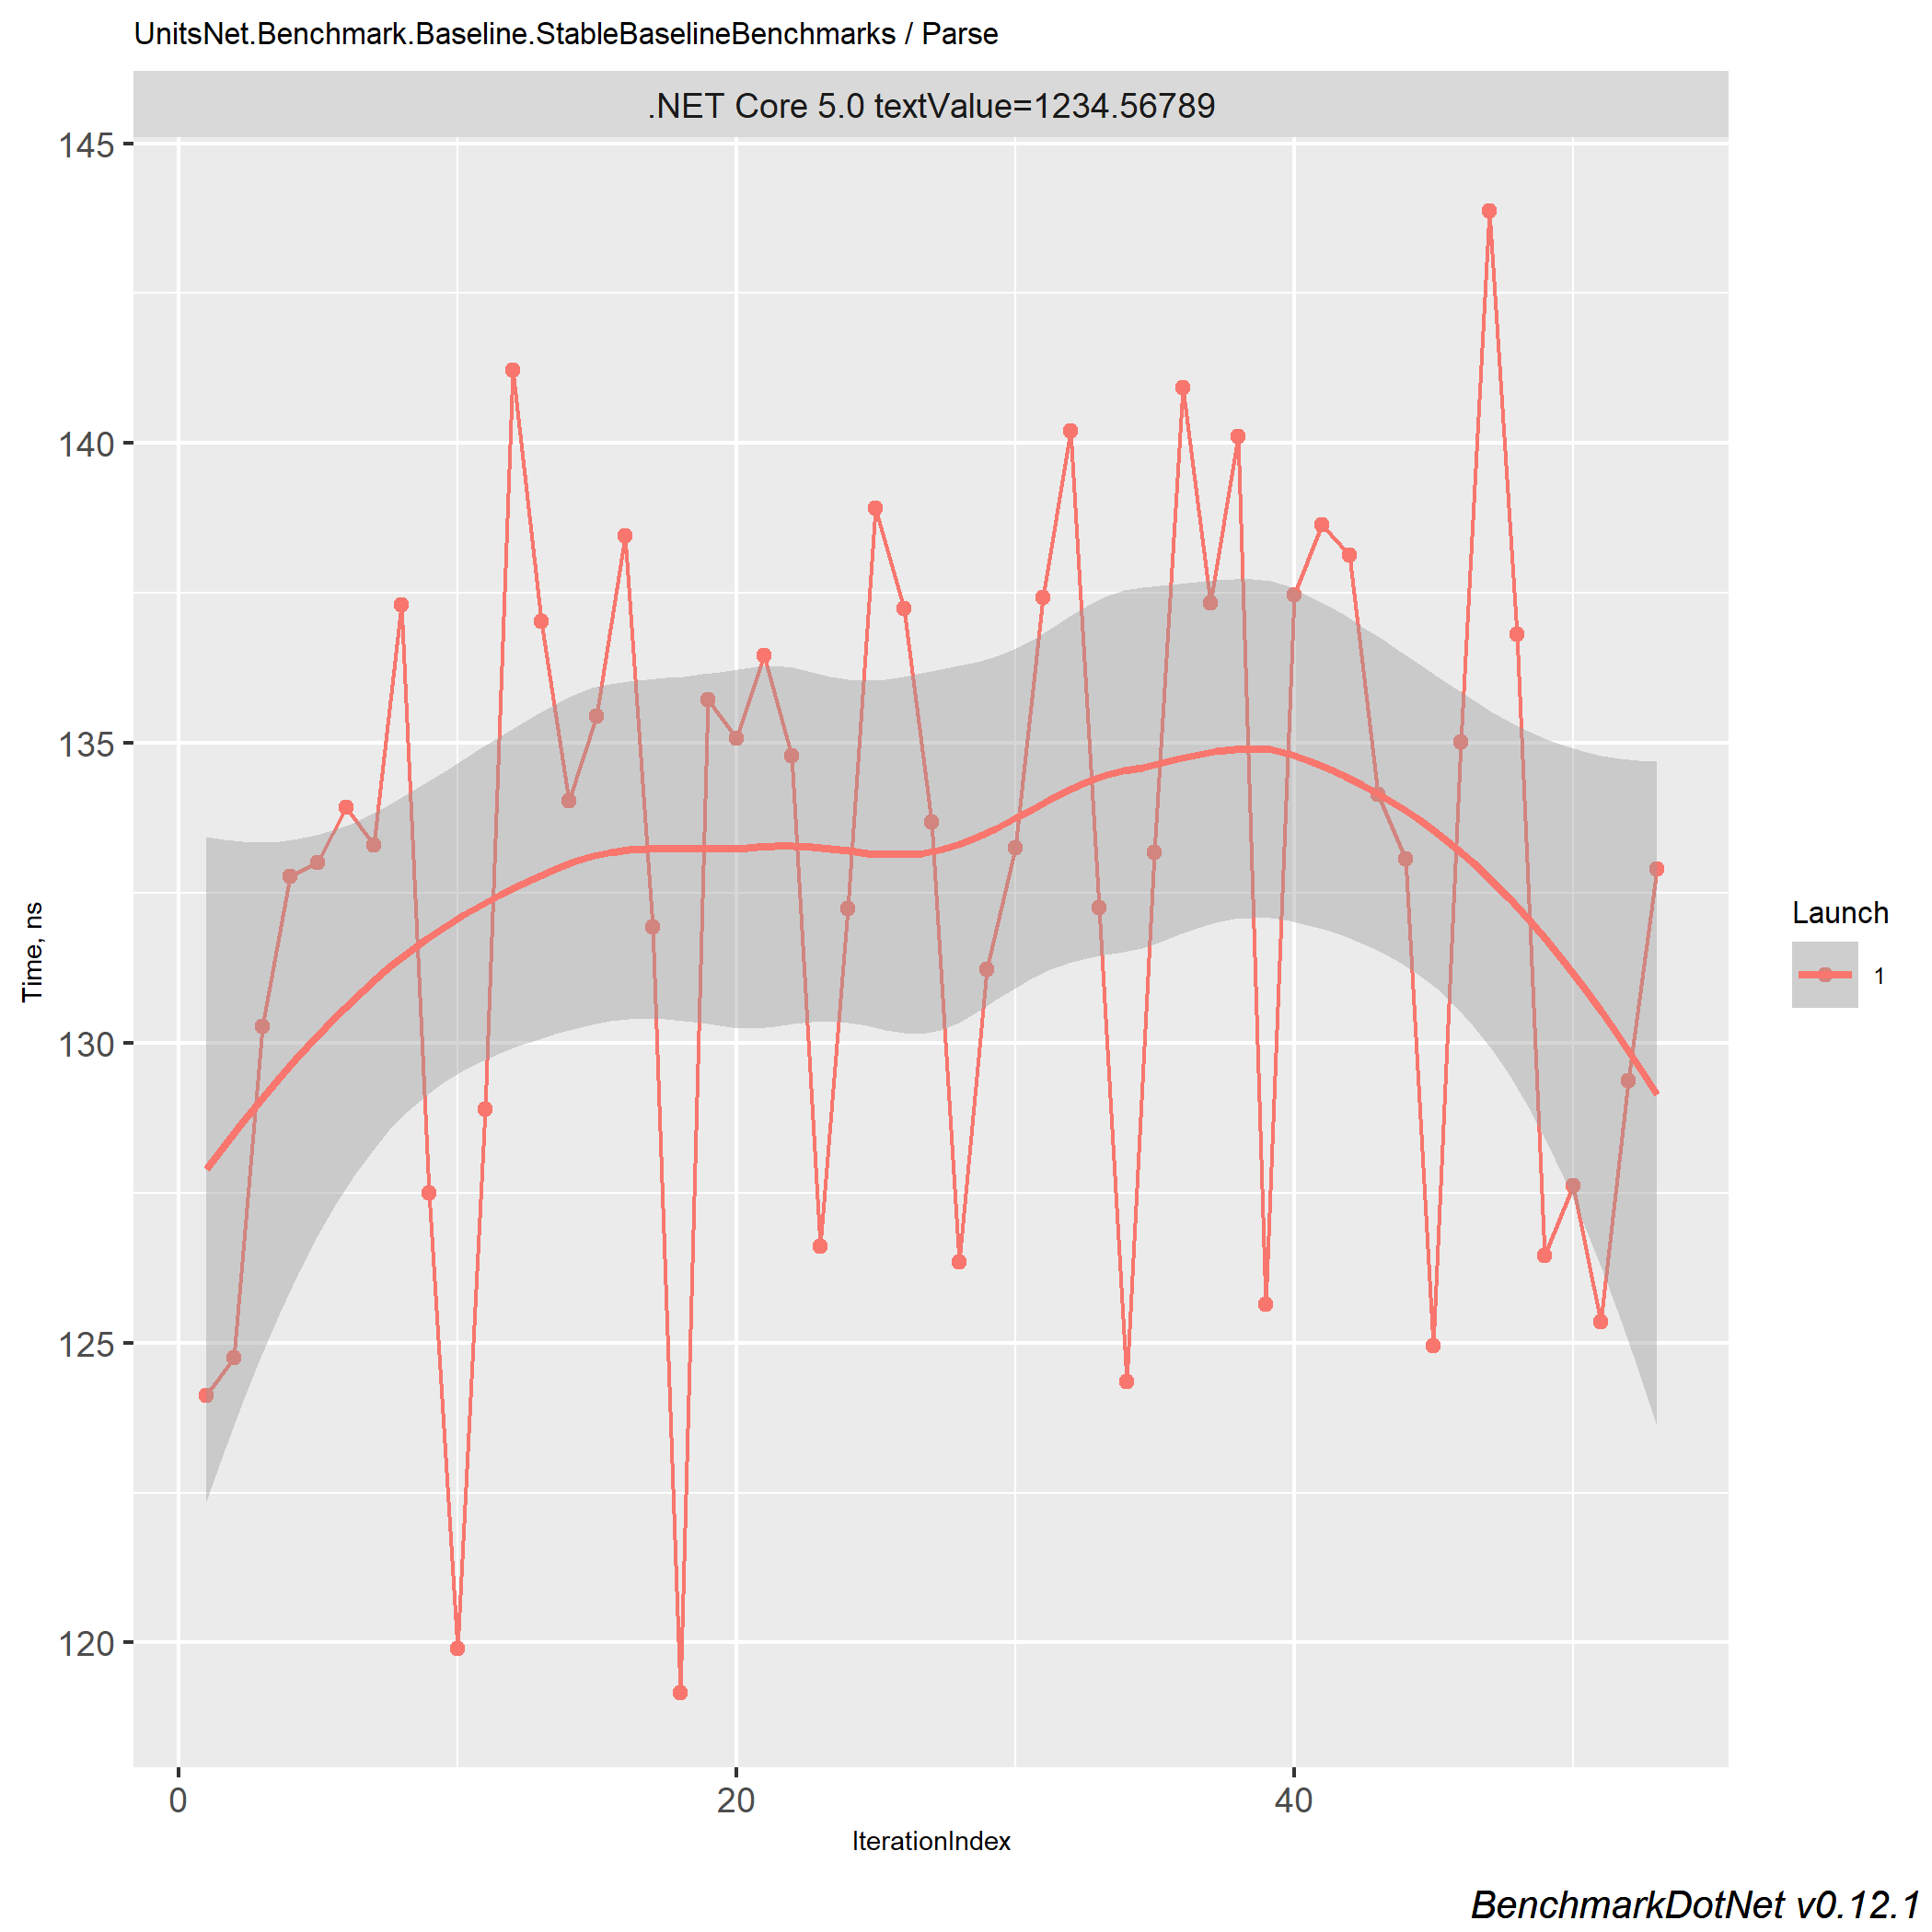 UnitsNet.Benchmark.Baseline.StableBaselineBenchmarks / Parse
.NET Core 5.0 textValue=1234.56789
145
140
135
130
125
120
Time, ns
0 20 40
IterationIndex
Launch
1
BenchmarkDotNet v0.12.1